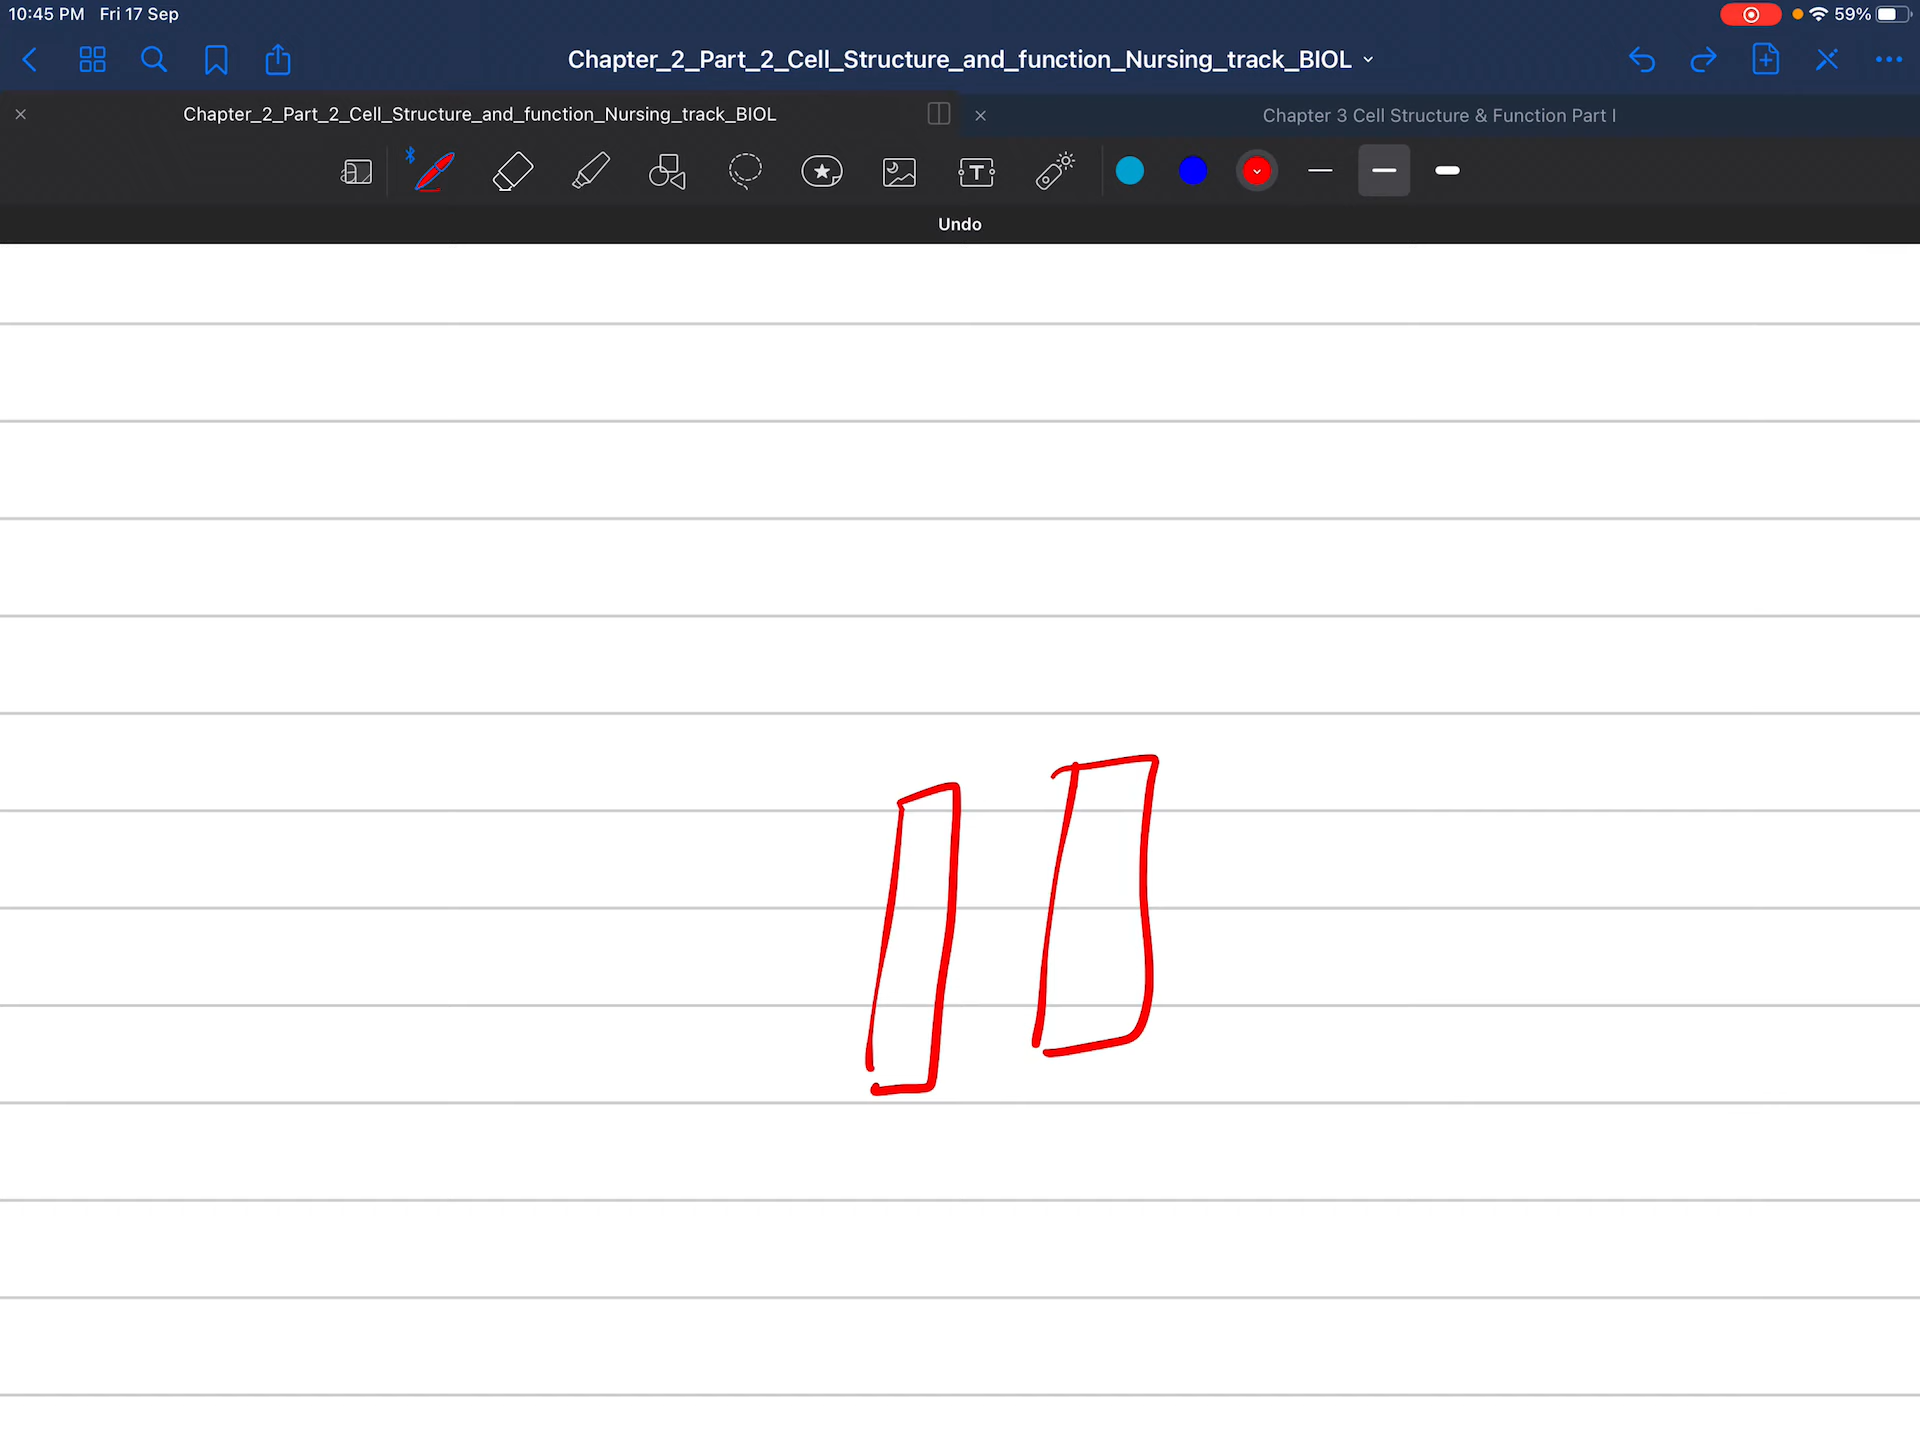 10:45 PM Fri 17 Sep 59%
Chapter_2_Part_2_Cell_Structure_and_function_Nursing_track_BIOL
Chapter_2_Part_2_Cell_Structure_and_function_Nursing_track_BIOL
Chapter 3 Cell Structure & Function Part I
T
Undo